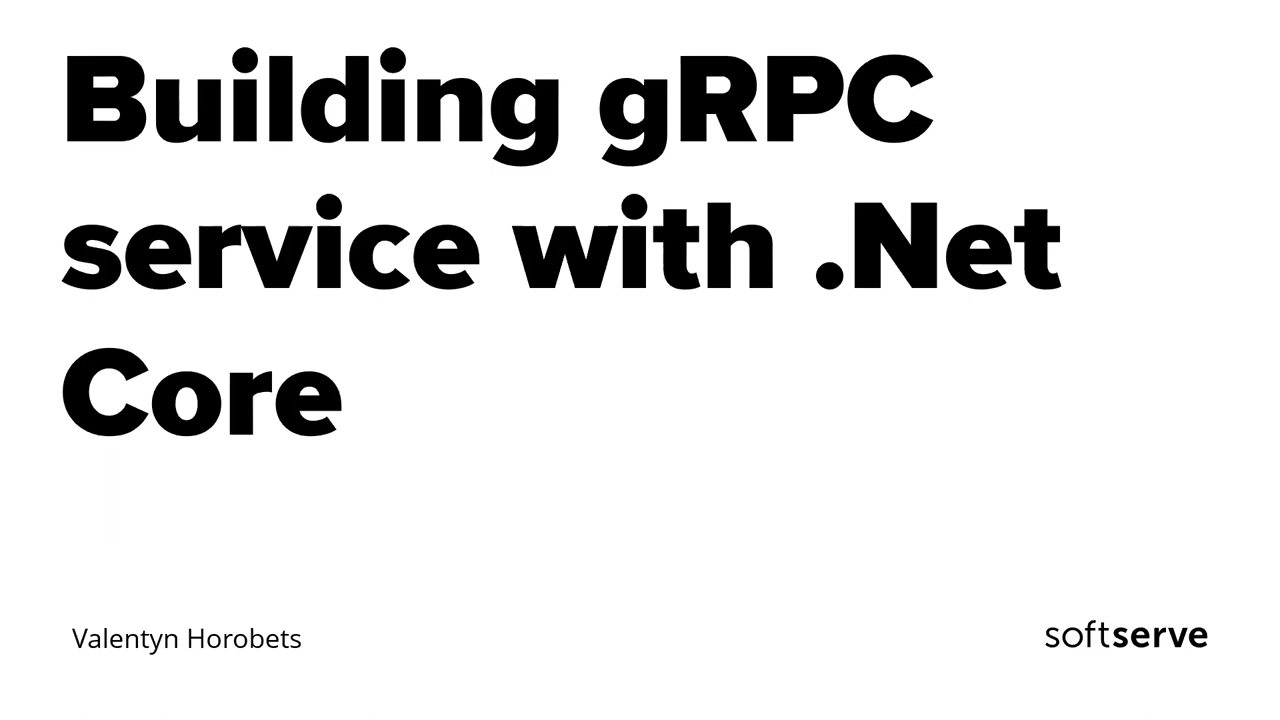 Building gRPC
service with .Net
Core
Valentyn Horobets
softserve